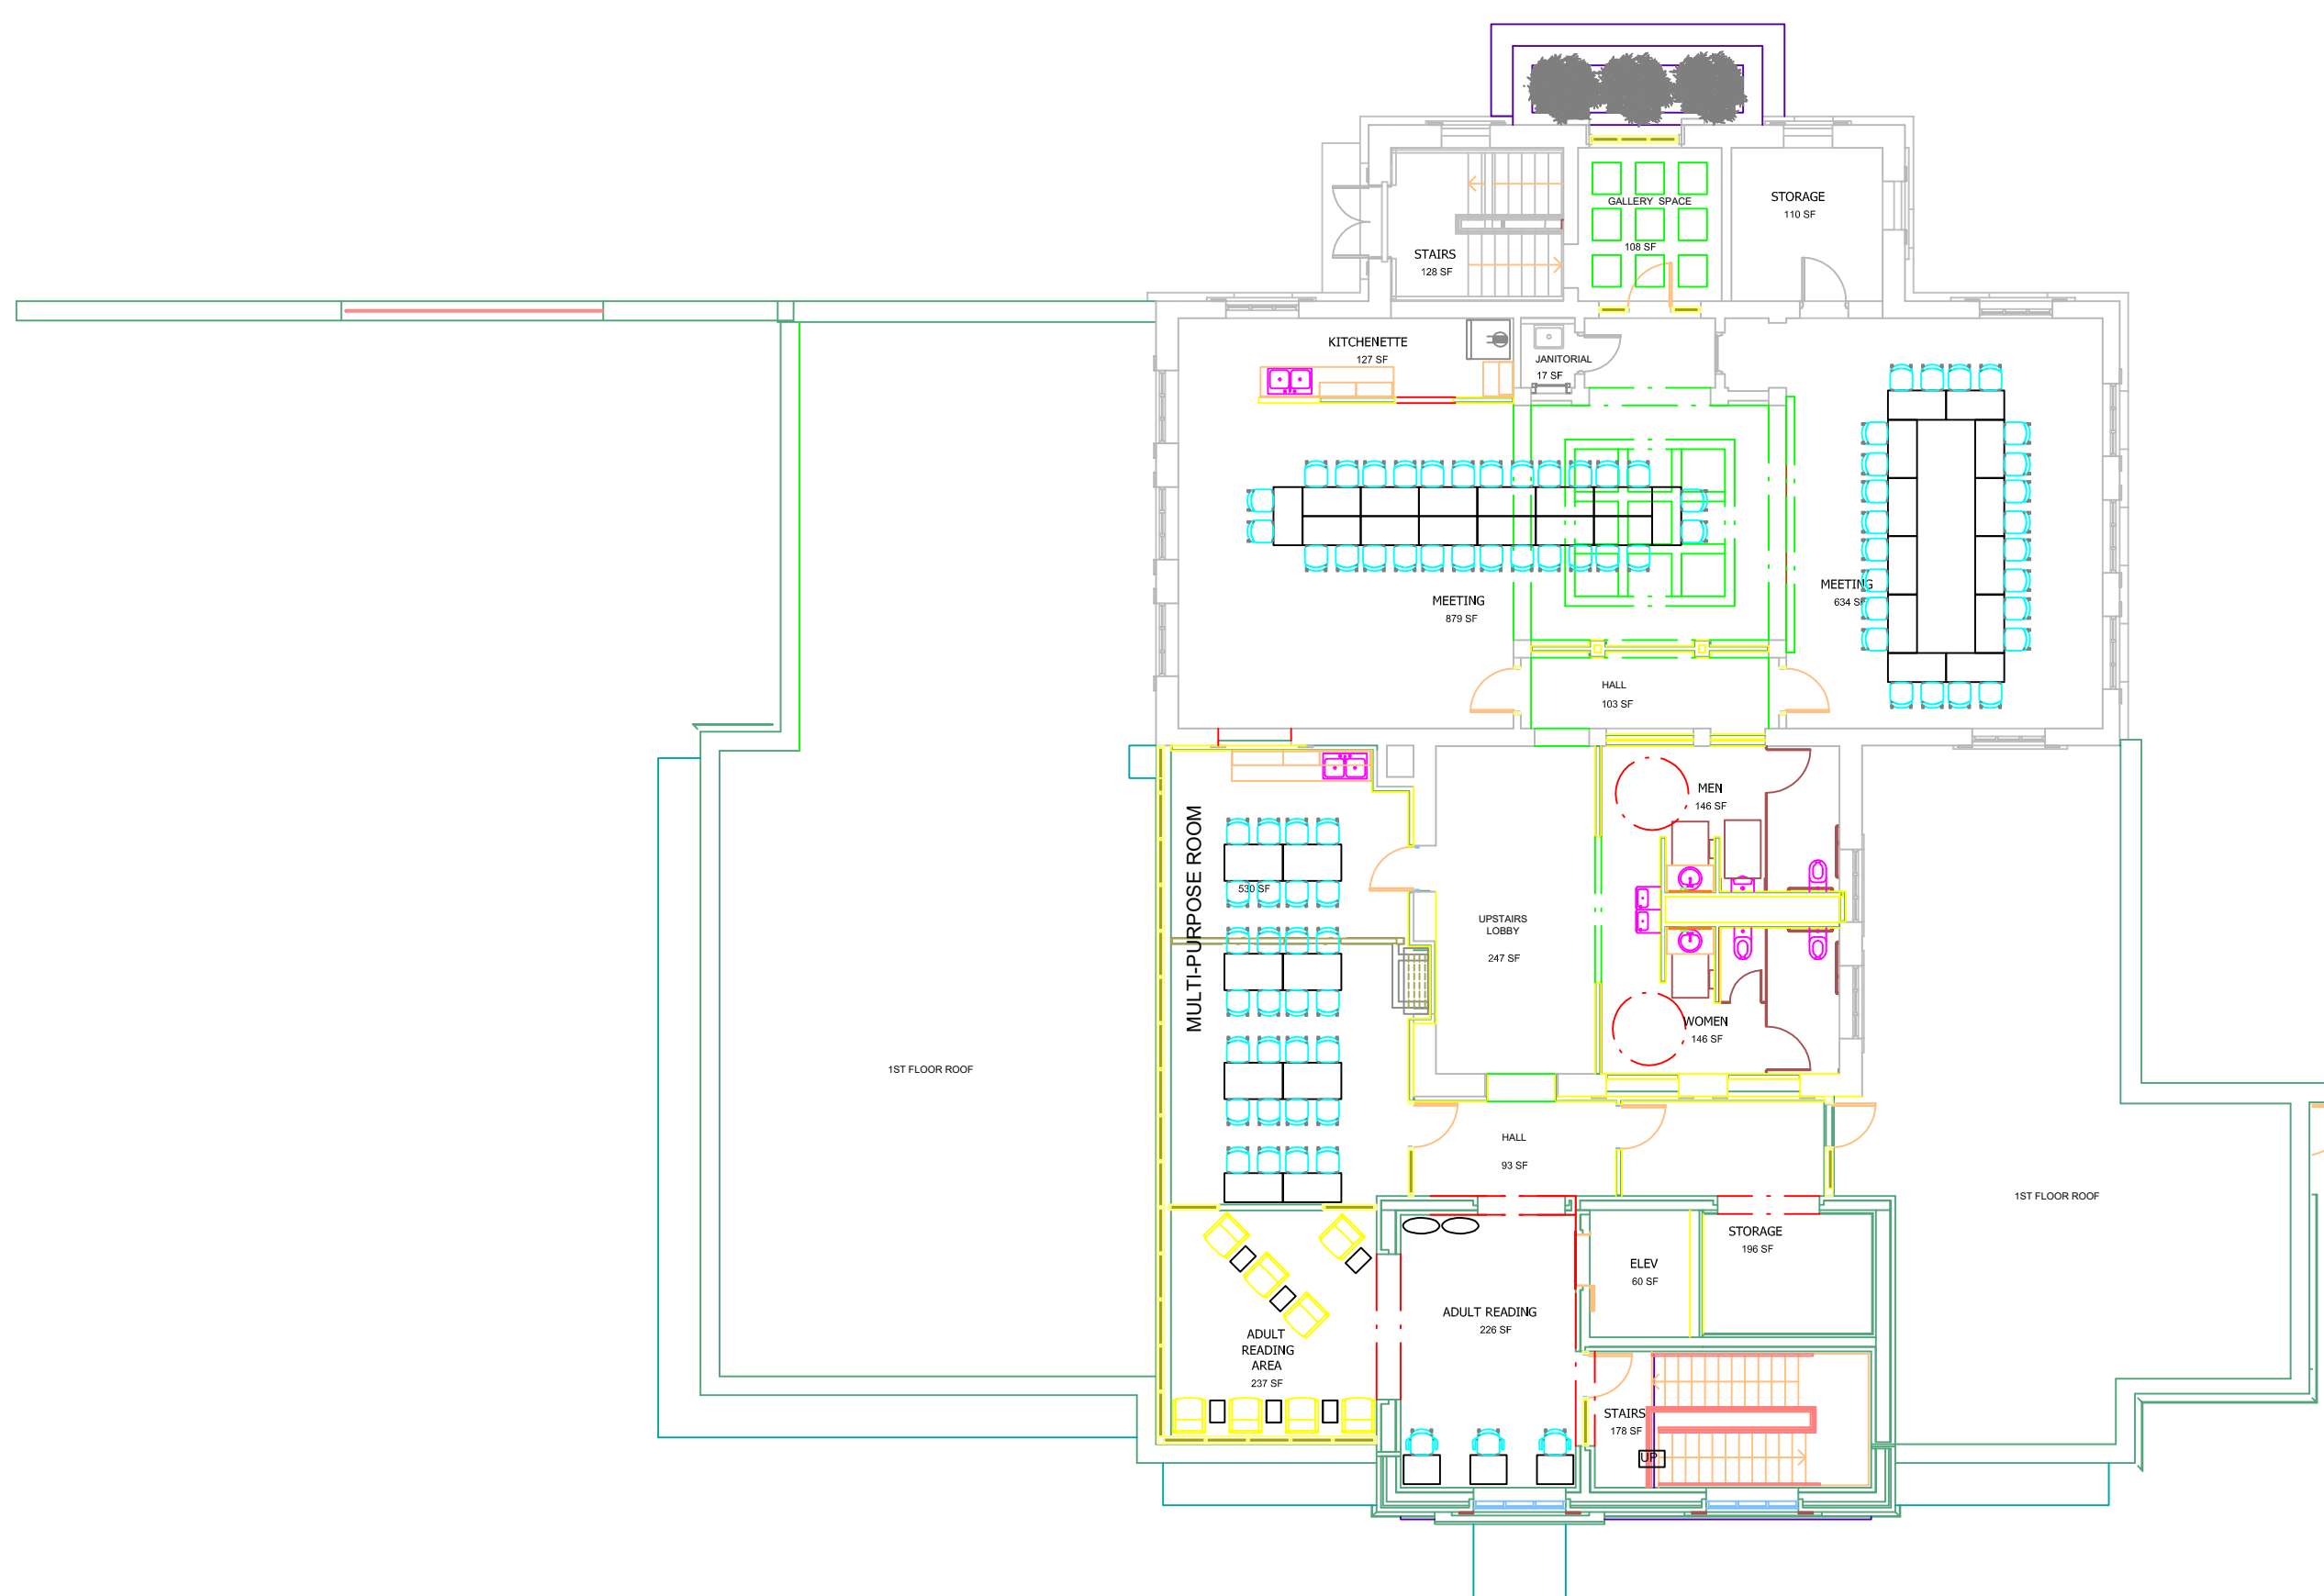 STORAGE
110 SF
GALLERY SPACE
108 SF
STAIRS
128 SF
KITCHENETTE
127 SF
JANITORIAL
17 SF
MEETING
879 SF
MEETING
634 SF
HALL
103 SF
MEN
146 SF
MULTI-PURPOSE ROOM
530 SF
UPSTAIRS
LOBBY
247 SF
WOMEN
146 SF
1ST FLOOR ROOF
HALL
93 SF
1ST FLOOR ROOF
STORAGE
196 SF
ELEV
60 SF
ADULT READING
226 SF
ADULT
READING
AREA
237 SF
STAIRS
178 SF
UP